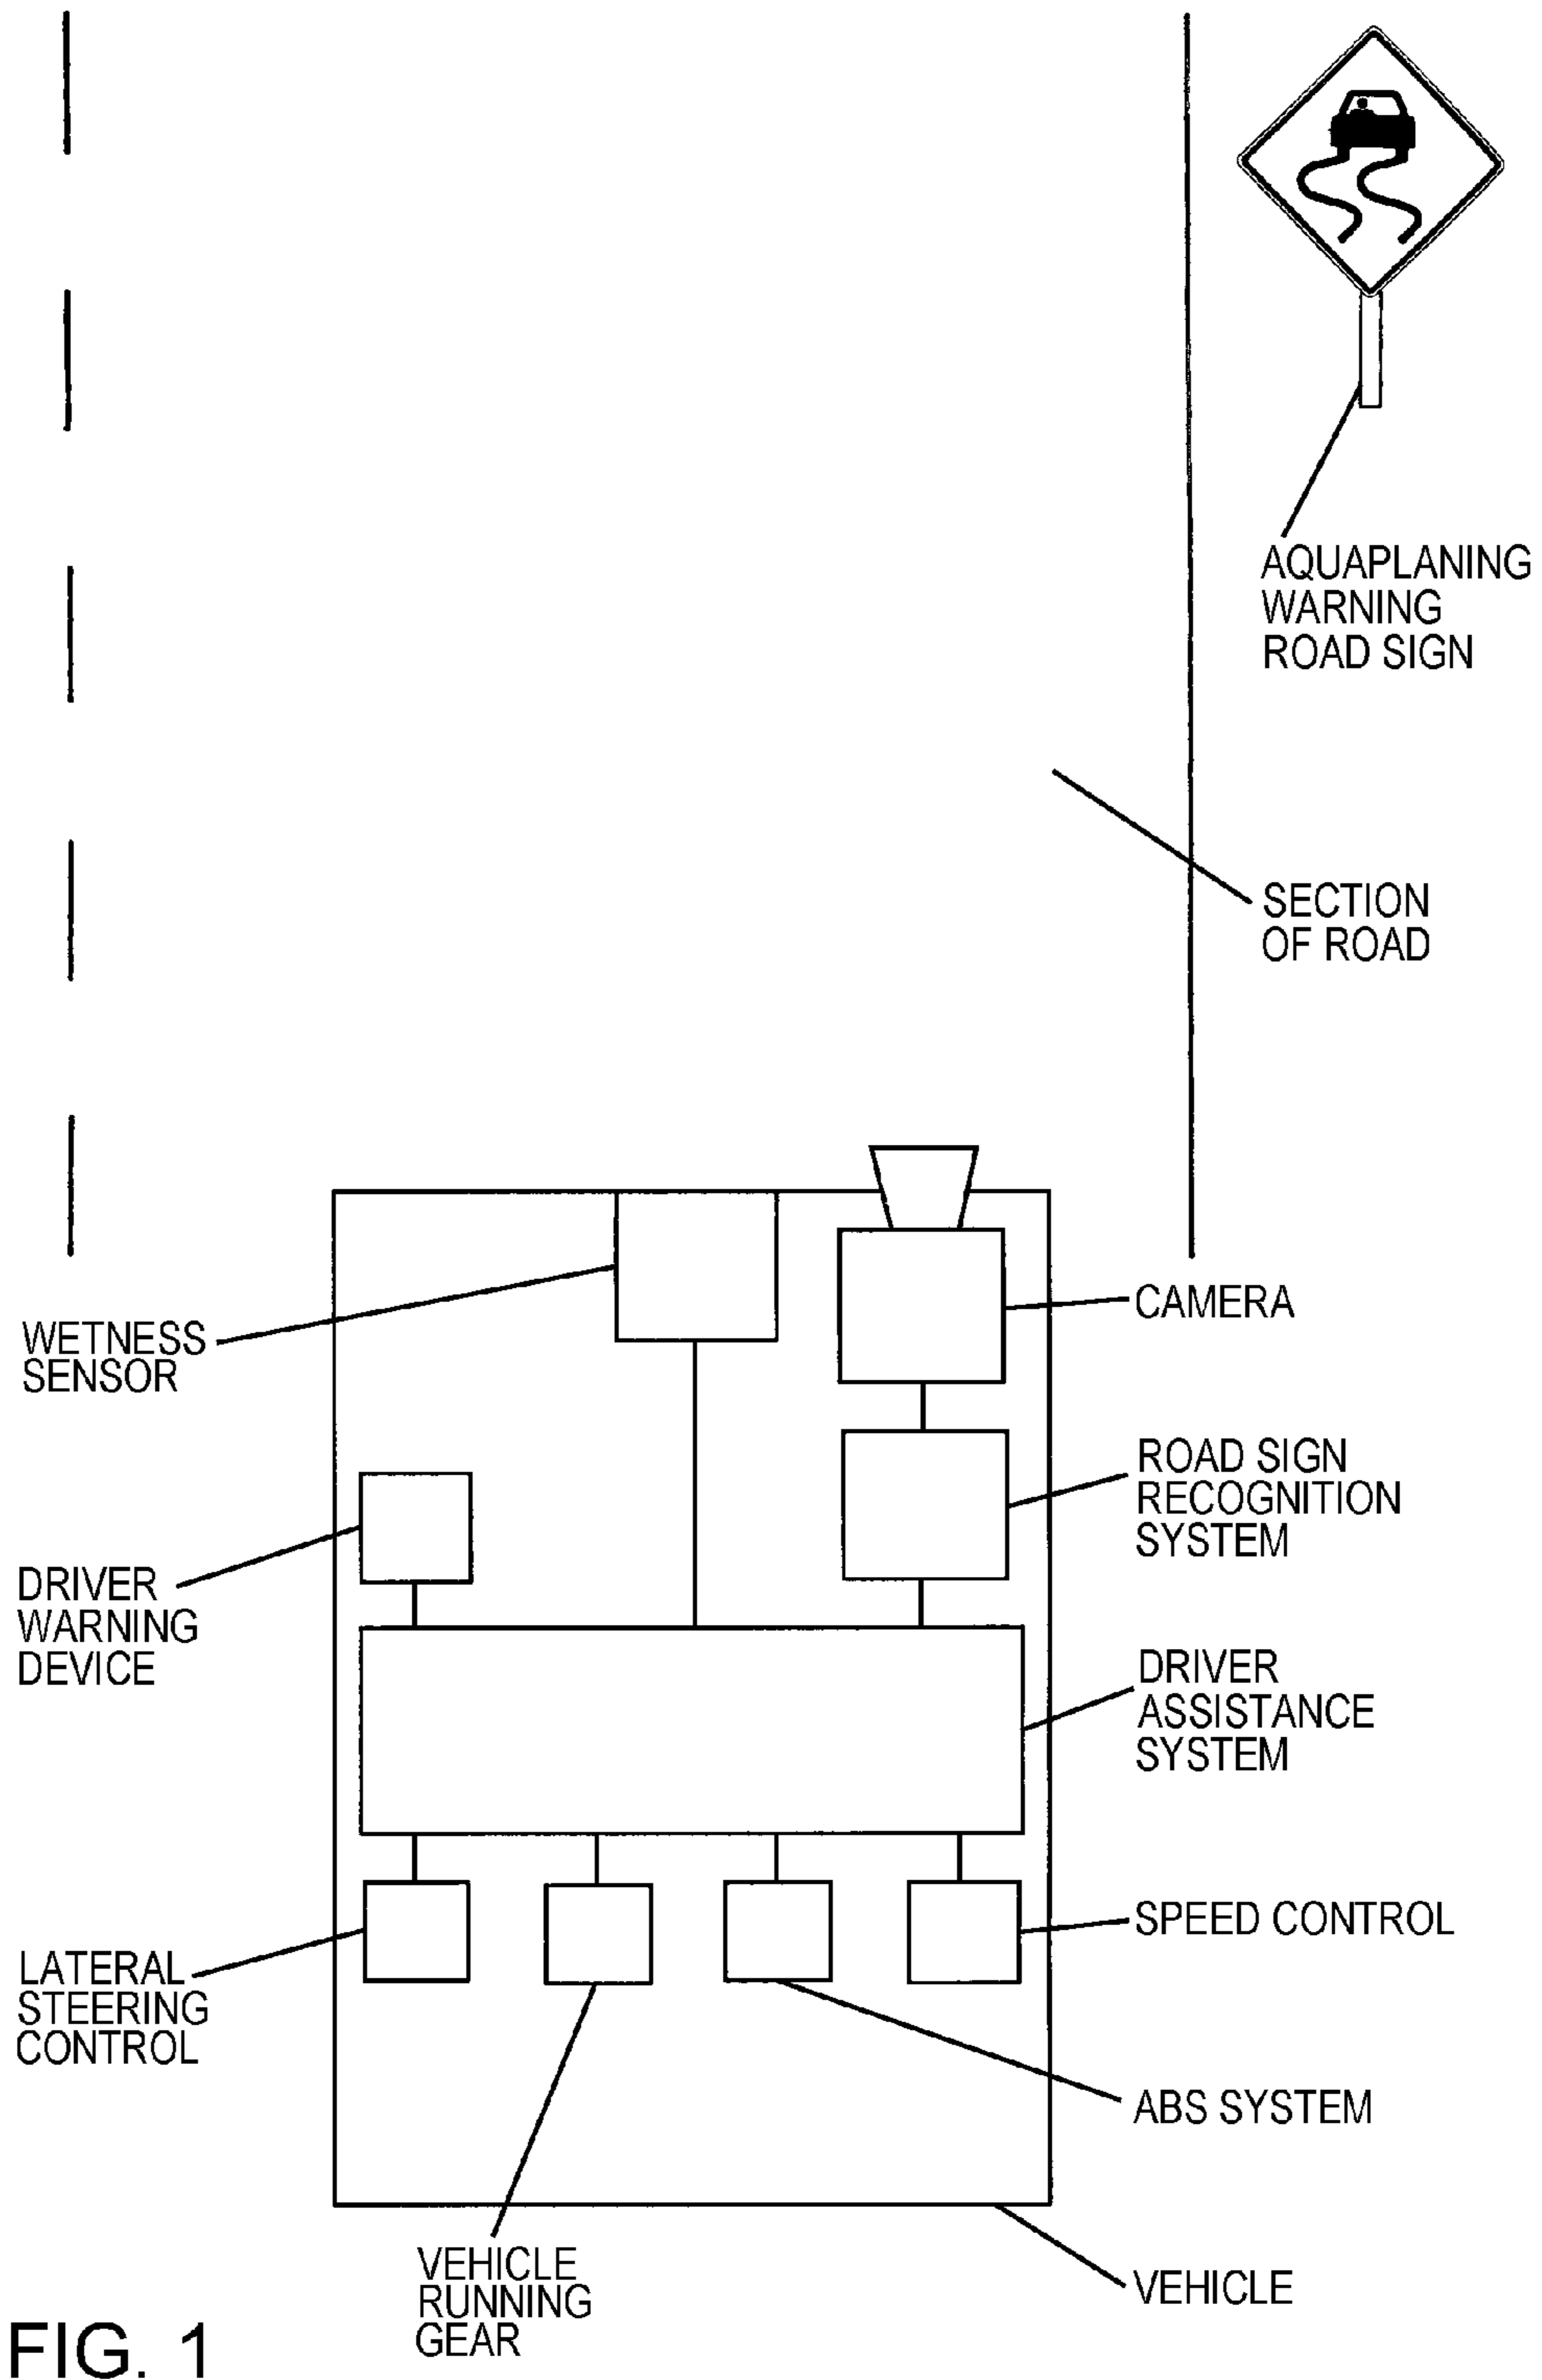 AQUAPLANING
WARNING
ROAD SIGN
SECTION
OF ROAD
WETNESS
SENSOR
CAMERA
ROAD SIGN
RECOGNITION
SYSTEM
DRIVER
WARNING
DEVICE
DRIVER
ASSISTANCE
SYSTEM
LATERAL
STEERING
CONTROL
SPEED CONTROL
ABS SYSTEM
VEHICLE
RUNNING
GEAR
VEHICLE
FIG. 1